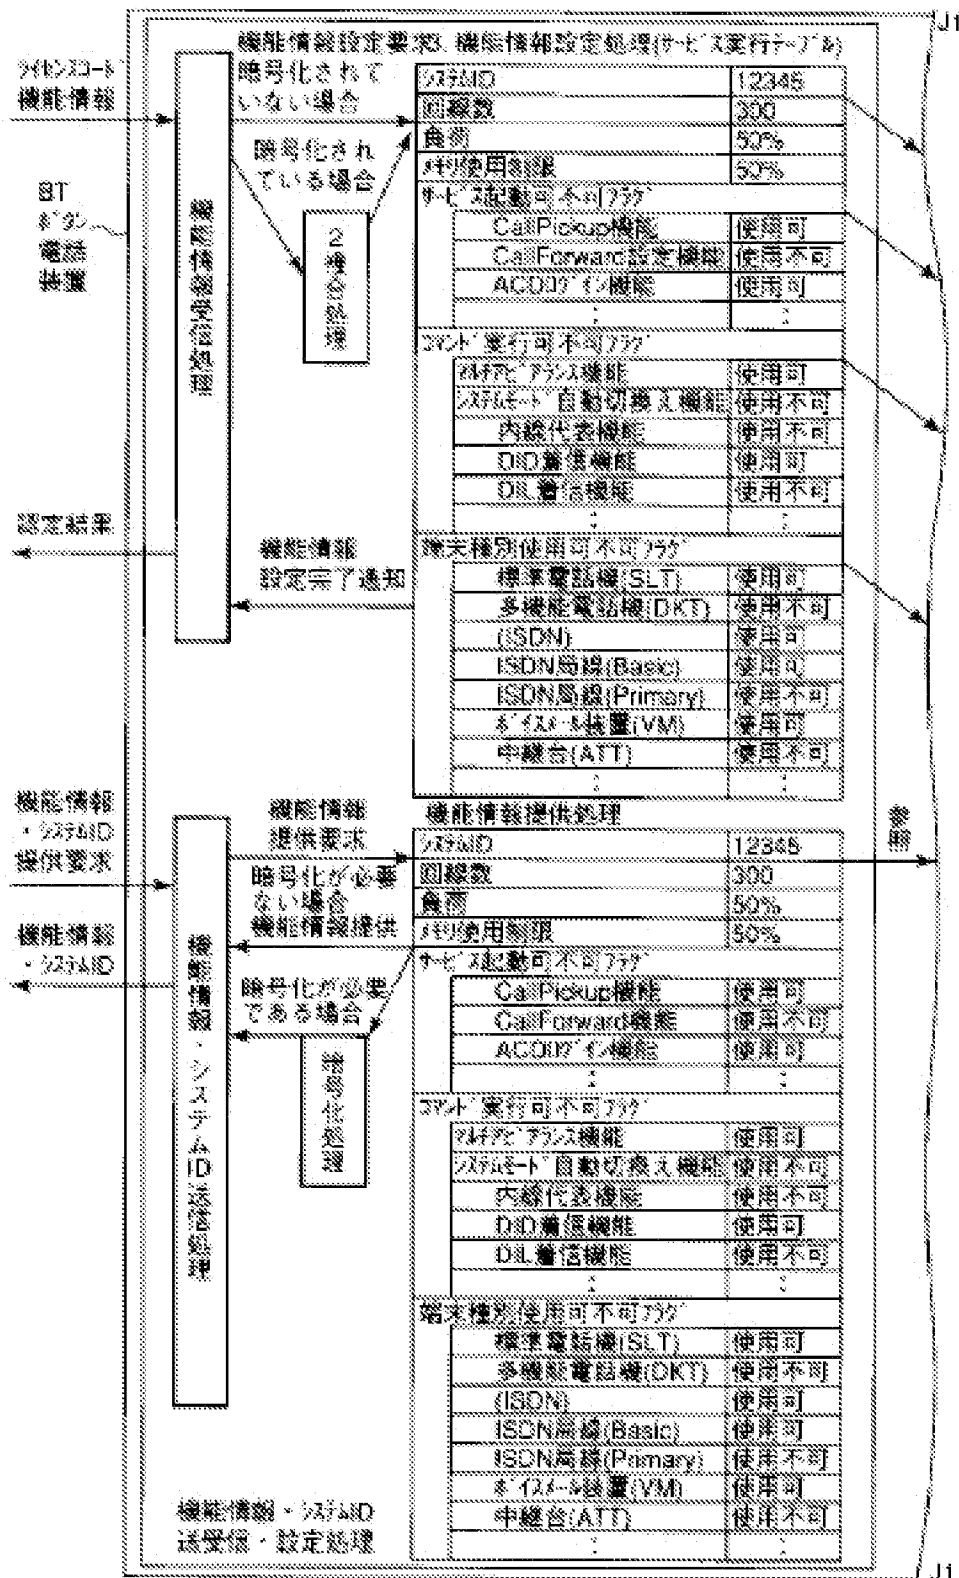 J1
機能情報設定要求 機能情報設定処理(サービス実行テーブル)
ライセンスコード
機能情報
暗号化されて
いない場合
暗号化され
ている場合
BT
ボタン
電話
装置
機能情報受信処理
システムID 12345
回線数 300
負荷 50%
メモリ使用制限 50%
サービス起動可不可フラグ
CallPickup機能 使用可
CallForward設定機能 使用不可
ACDログイン機能 使用可
:
コマンド実行可不可フラグ
マルチアピアランス機能 使用可
システムモード自動切換え機能 使用不可
内線代表機能 使用不可
DID着信機能 使用可
DIL着信機能 使用不可
:
認定結果
機能情報
設定完了通知
端末種別使用可不可フラグ
標準電話機(SLT) 使用可
多機能電話機(DKT) 使用不可
(ISDN) 使用可
ISDN局線(Basic) 使用可
ISDN局線(Primary) 使用不可
ボイスメール装置(VM) 使用可
中継台(ATT) 使用不可
:
機能情報
・システムID
提供要求
機能情報
・システムID
機能情報・システムID送信処理
機能情報
提供要求
暗号化が必要
ない場合
機能情報提供
暗号化が必要
である場合
暗号化処理
機能情報提供処理
参照
システムID 12345
回線数 300
負荷 50%
メモリ使用制限 50%
サービス起動可不可フラグ
CallPickup機能 使用可
CallForward機能 使用不可
ACDログイン機能 使用可
:
コマンド実行可不可フラグ
マルチアピアランス機能 使用可
システムモード自動切換え機能 使用不可
内線代表機能 使用不可
DID着信機能 使用可
DIL着信機能 使用不可
:
端末種別使用可不可フラグ
標準電話機(SLT) 使用可
多機能電話機(DKT) 使用不可
(ISDN) 使用可
ISDN局線(Basic) 使用可
ISDN局線(Primary) 使用不可
ボイスメール装置(VM) 使用可
中継台(ATT) 使用不可
:
機能情報・システムID
送受信・設定処理
J1